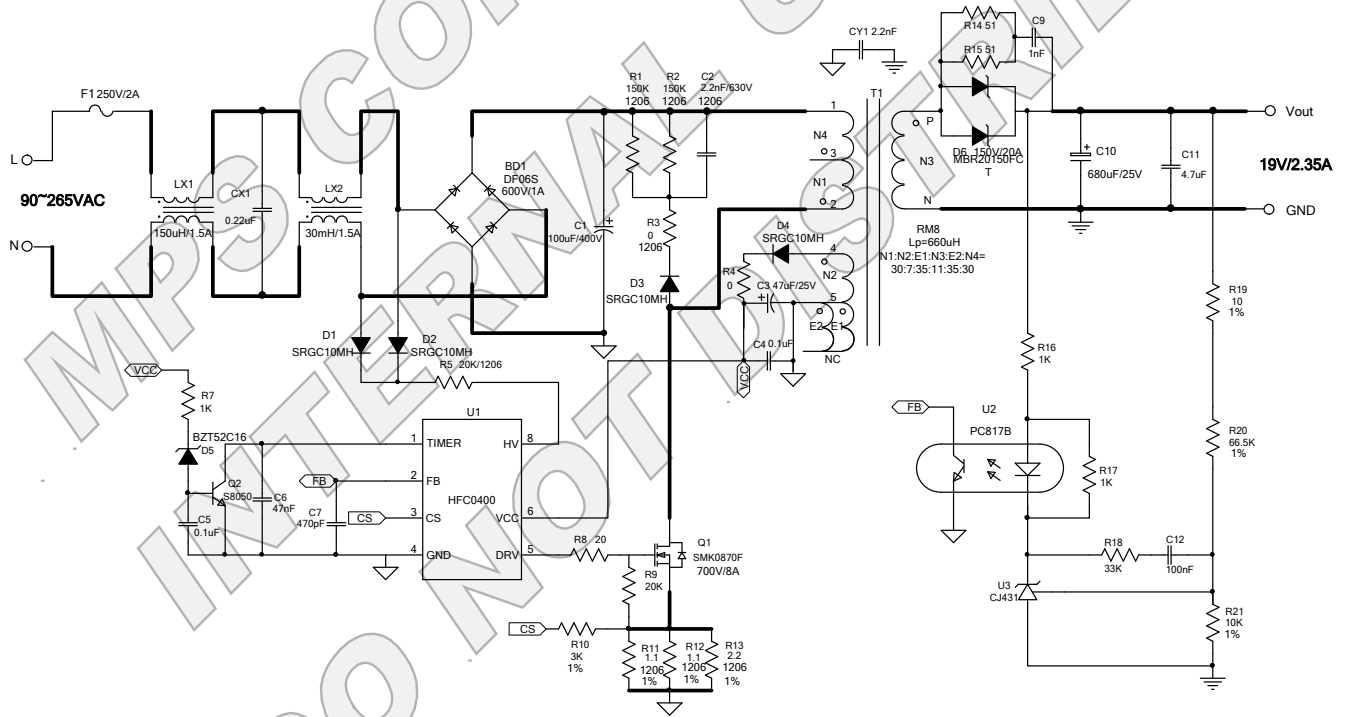 MPS CO
INTERNAL U
DO NOT DISTRIB
F1 250V/2A
L
90~265VAC
N
LX1
150uH/1.5A
CX1
0.22uF
LX2
30mH/1.5A
BD1
DF06S
600V/1A
C1
100uF/400V
R1
150K
1206
R2
150K
1206
C2
2.2nF/630V
1206
R3
0
1206
D3
SRGC10MH
CY1 2.2nF
T1
1
N4
3
N1
2
D4
SRGC10MH
4
N2
5
E2
E1
NC
R4
0
C3 47uF/25V
C4 0.1uF
VCC
P
N3
N
RM8
Lp=660uH
N1:N2:E1:N3:E2:N4=
30:7:35:11:35:30
R14 51
R15 51
C9
1nF
D6 150V/20A
MBR20150FC
T
C10
680uF/25V
C11
4.7uF
Vout
19V/2.35A
GND
D1
SRGC10MH
D2
SRGC10MH
R5 20K/1206
VCC
R7
1K
BZT52C16
D5
Q2
S8050
C5
0.1uF
C6
47nF
FB
C7
470pF
CS
U1
1
TIMER
HV
8
2
FB
HFC0400
3
CS
VCC
6
4
GND
DRV
5
R8 20
R9
20K
Q1
SMK0870F
700V/8A
CS
R10
3K
1%
R11
1.1
1206
1%
R12
1.1
1206
1%
R13
2.2
1206
1%
FB
U2
PC817B
R16
1K
R17
1K
R18
33K
C12
100nF
U3
CJ431
R19
10
1%
R20
66.5K
1%
R21
10K
1%